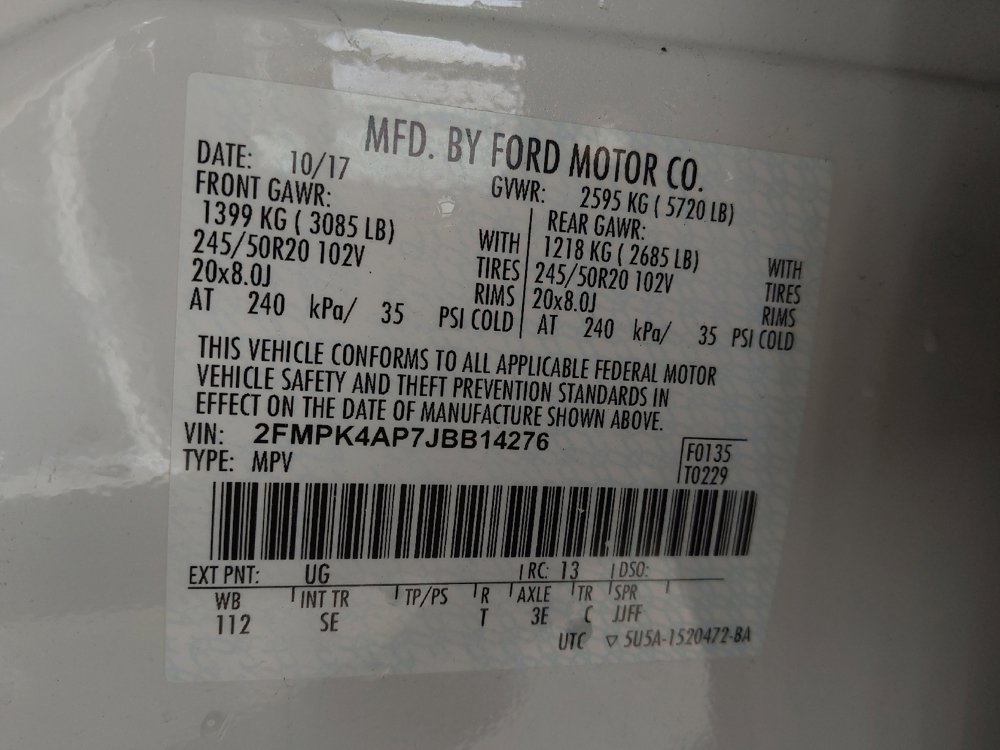 MFD. BY FORD MOTOR CO.
DATE: 10/17 GVWR: 2595 KG ( 5720 LB)
FRONT GAWR: REAR GAWR:
1399 KG ( 3085 LB) WITH 1218 KG ( 2685 LB) WITH
245/50R20 102V TIRES 245/50R20 102V TIRES
20x8.0J RIMS 20x8.0J RIMS
AT 240 kPa/ 35 PSI COLD AT 240 kPa/ 35 PSI COLD
THIS VEHICLE CONFORMS TO ALL APPLICABLE FEDERAL MOTOR
VEHICLE SAFETY AND THEFT PREVENTION STANDARDS IN
EFFECT ON THE DATE OF MANUFACTURE SHOWN ABOVE.
VIN: 2FMPK4AP7JBB14276 F0135
TYPE: MPV T0229
EXT PNT: UG RC: 13 DSO:
WB INT TR TP/PS R AXLE TR SPR
112 SE T 3E C JJFF
UTC ▽ 5U5A-1520472-BA